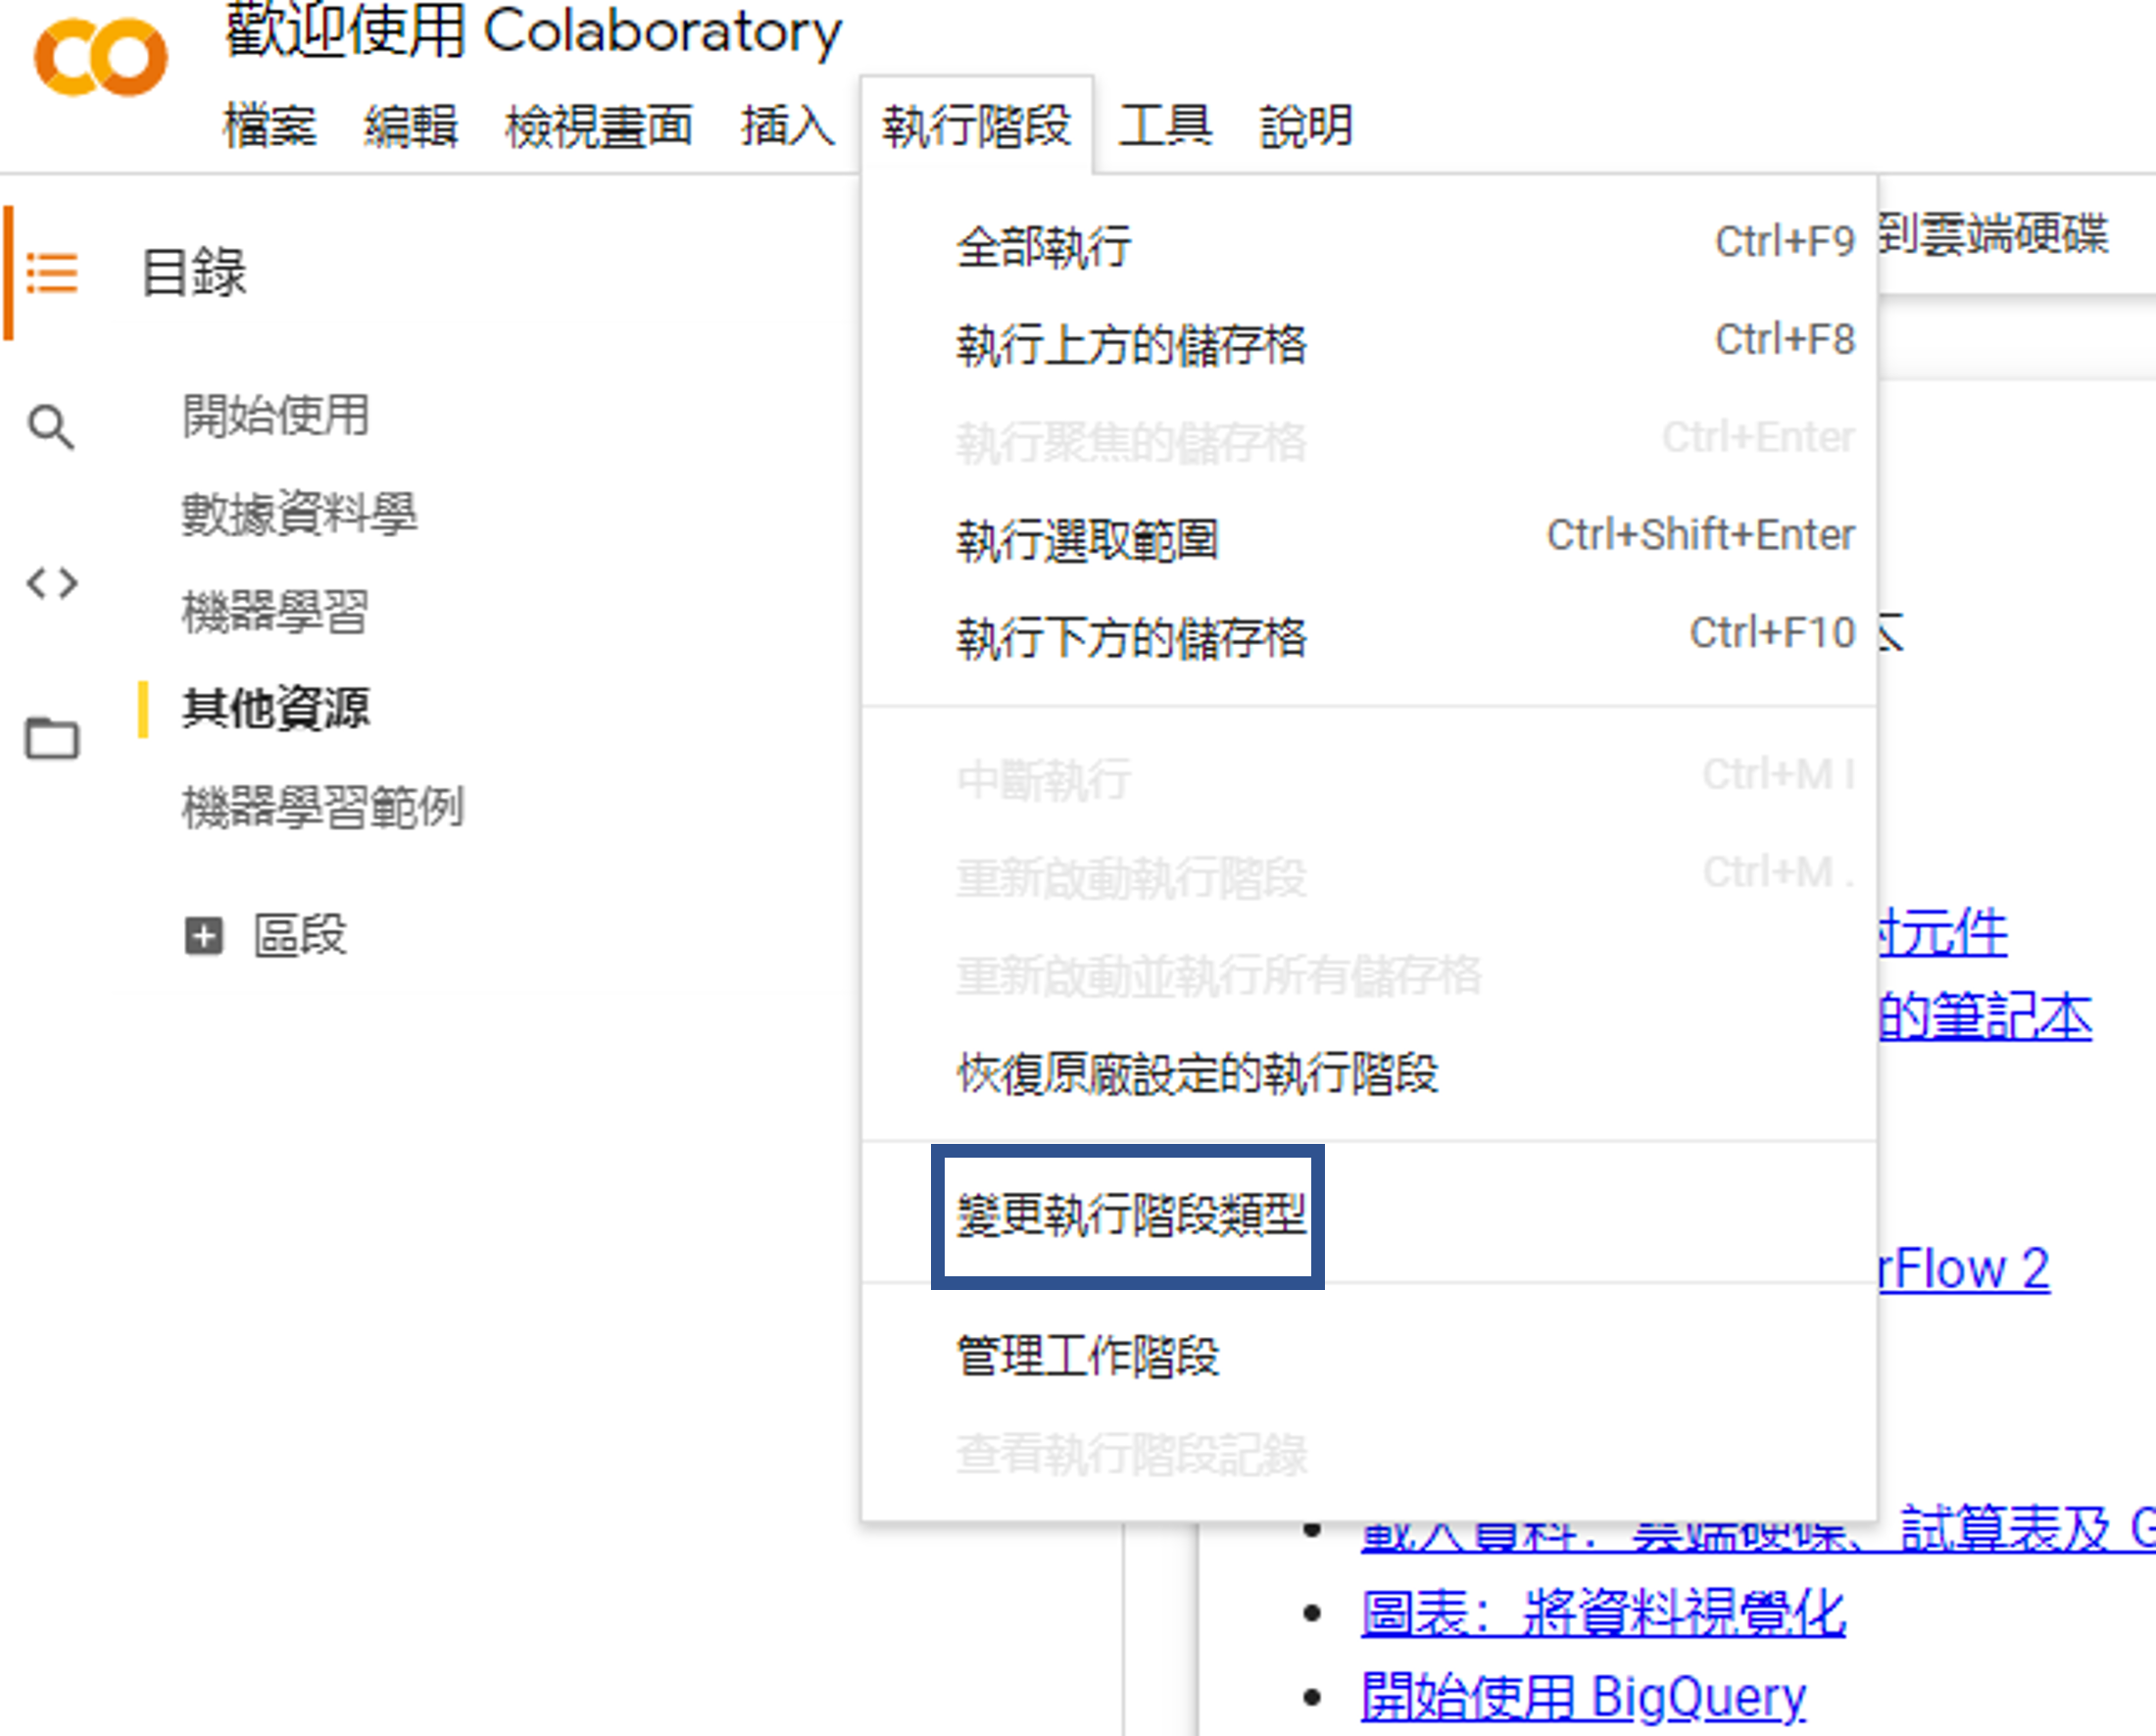 歡迎使用 Colaboratory
檔案 編輯 檢視畫面 插入 執行階段 工具 說明
目錄
開始使用
數據資料學
機器學習
其他資源
機器學習範例
區段
全部執行 Ctrl+F9
執行上方的儲存格 Ctrl+F8
執行聚焦的儲存格 Ctrl+Enter
執行選取範圍 Ctrl+Shift+Enter
執行下方的儲存格 Ctrl+F10
中斷執行 Ctrl+M I
重新啟動執行階段 Ctrl+M .
重新啟動並執行所有儲存格
恢復原廠設定的執行階段
變更執行階段類型
管理工作階段
查看執行階段記錄
到雲端硬碟
元件
的筆記本
rFlow 2
載入資料：雲端硬碟、試算表及 G
圖表：將資料視覺化
開始使用 BigQuery